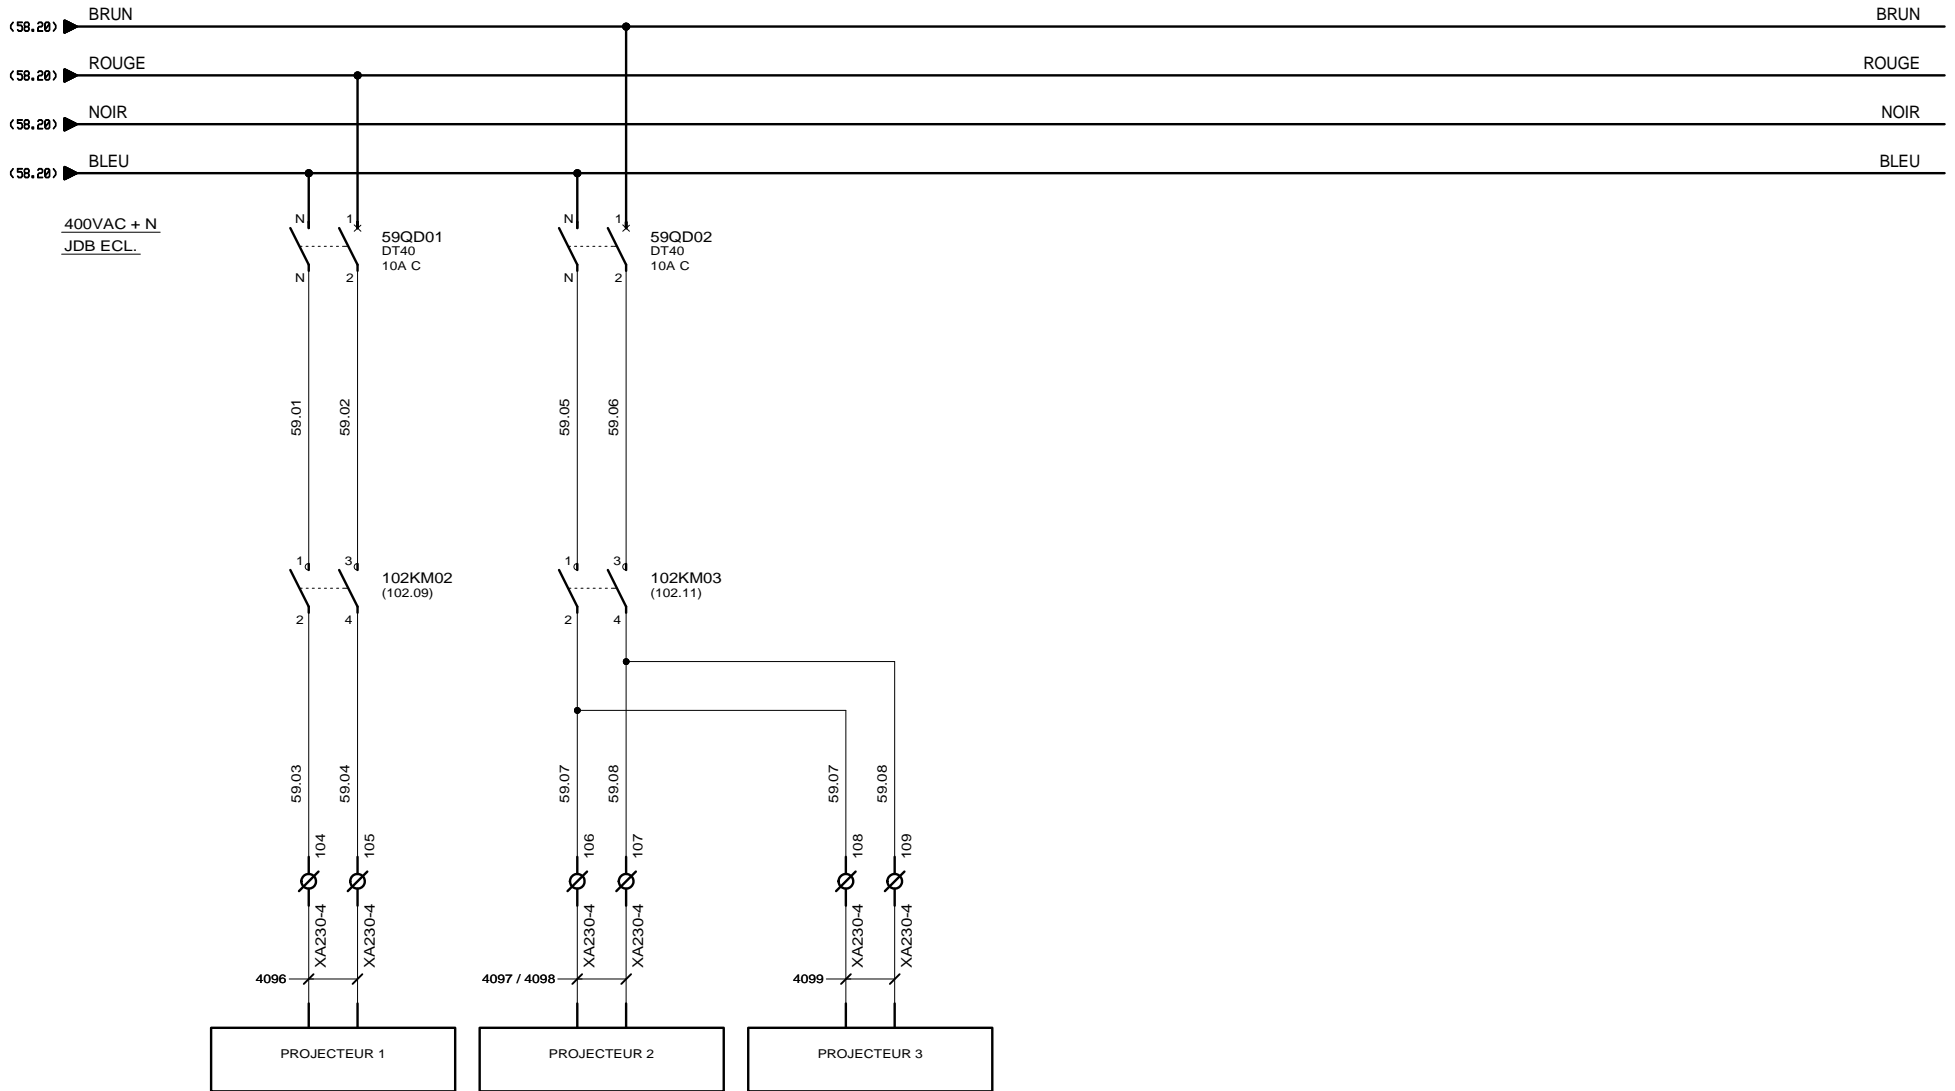 (58.20) BRUN BRUN
(58.20) ROUGE ROUGE
(58.20) NOIR NOIR
(58.20) BLEU BLEU
400VAC + N
JDB ECL.
N 1 59QD01
DT40
10A C
N 2
N 1 59QD02
DT40
10A C
N 2
59.01 59.02 59.05 59.06
1 3 102KM02
(102.09)
2 4
1 3 102KM03
(102.11)
2 4
59.03 59.04 59.07 59.08 59.07 59.08
104 105 106 107 108 109
XA230-4 XA230-4 XA230-4 XA230-4 XA230-4 XA230-4
4096 4097 / 4098 4099
PROJECTEUR 1 PROJECTEUR 2 PROJECTEUR 3